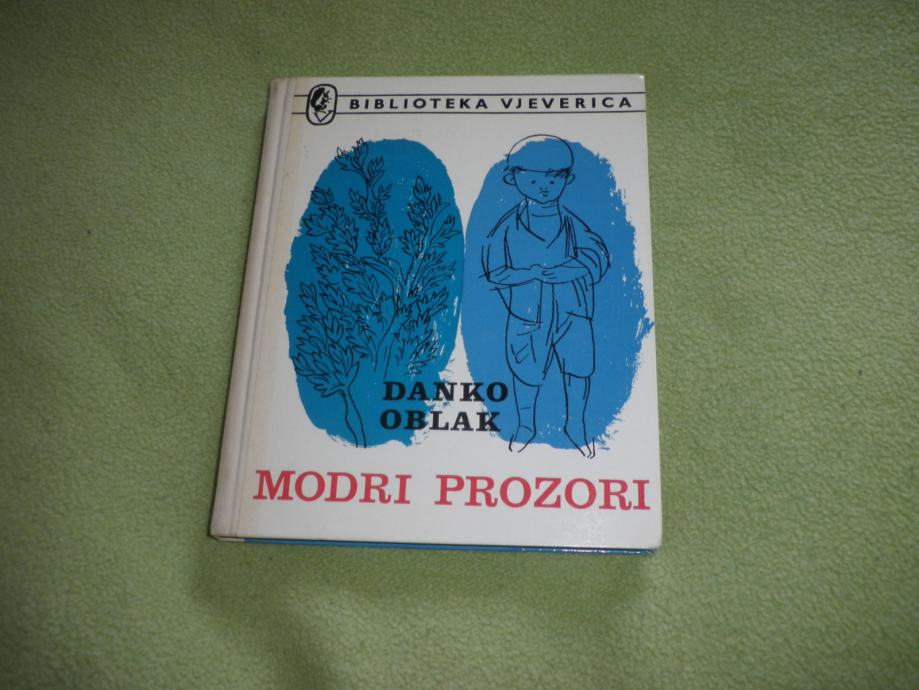 BIBLIOTEKA VJEVERICA
DANKO
OBLAK
MODRI PROZORI